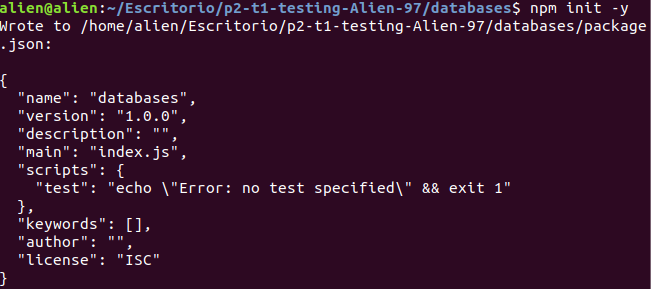 alien@alien:~/Escritorio/p2-t1-testing-Alien-97/databases$ npm init -y
Wrote to /home/alien/Escritorio/p2-t1-testing-Alien-97/databases/package
.json:

{
  "name": "databases",
  "version": "1.0.0",
  "description": "",
  "main": "index.js",
  "scripts": {
    "test": "echo \"Error: no test specified\" && exit 1"
  },
  "keywords": [],
  "author": "",
  "license": "ISC"
}